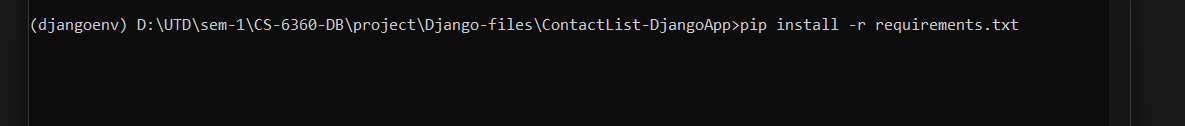 (djangoenv) D:\UTD\sem-1\CS-6360-DB\project\Django-files\ContactList-DjangoApp>pip install -r requirements.txt